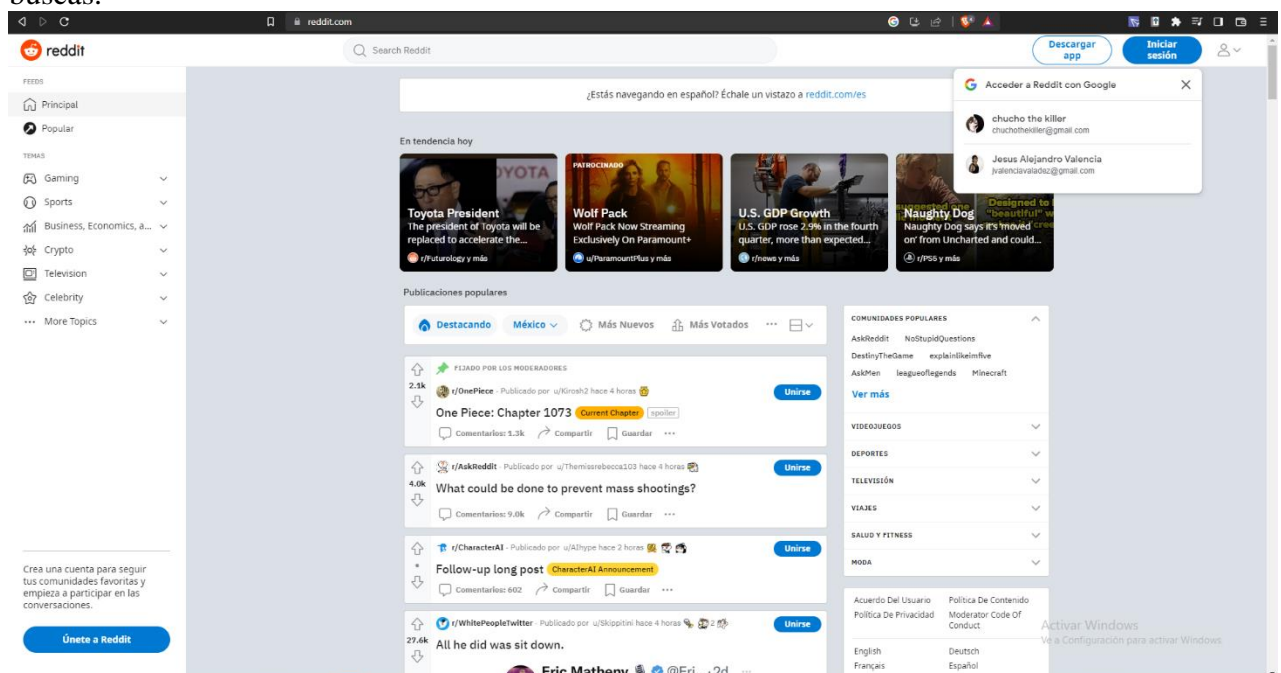 buscas.
reddit.com
reddit
Search Reddit
Descargar app
Iniciar sesión
FEEDS
Principal
Popular
TEMAS
Gaming
Sports
Business, Economics, a...
Crypto
Television
Celebrity
More Topics
Crea una cuenta para seguir
tus comunidades favoritas y
empieza a participar en las
conversaciones.
Únete a Reddit
¿Estás navegando en español? Échale un vistazo a reddit.com/es
Acceder a Reddit con Google
chucho the killer
chuchothekiller@gmail.com
Jesus Alejandro Valencia
jvalenciavaladez@gmail.com
En tendencia hoy
TOYOTA
Toyota President
The president of Toyota will be
replaced to accelerate the...
r/Futurology y más
PATROCINADO
Wolf Pack
Wolf Pack Now Streaming
Exclusively On Paramount+
u/ParamountPlus y más
U.S. GDP Growth
U.S. GDP rose 2.9% in the fourth
quarter, more than expected...
r/news y más
suggested one
Designed to
"beautiful"
Naughty Dog
Naughty Dog says it's moved
on from Uncharted and could...
r/PS5 y más
Publicaciones populares
Destacando
México
Más Nuevos
Más Votados
FIJADO POR LOS MODERADORES
2.1k
r/OnePiece · Publicado por u/Kirosh2 hace 4 horas
Unirse
One Piece: Chapter 1073 Current Chapter spoiler
Comentarios: 1.3k Compartir Guardar
r/AskReddit · Publicado por u/Themissrebecca103 hace 4 horas
Unirse
4.0k
What could be done to prevent mass shootings?
Comentarios: 9.0k Compartir Guardar
r/CharacterAI · Publicado por u/AIhype hace 2 horas
Unirse
Follow-up long post CharacterAI Announcement
Comentarios: 602 Compartir Guardar
r/WhitePeopleTwitter · Publicado por u/Skippitini hace 4 horas 2
Unirse
27.6k
All he did was sit down.
Eric Matheny @Eri... · 2d
COMUNIDADES POPULARES
AskReddit NoStupidQuestions
DestinyTheGame explainlikeimfive
AskMen leagueoflegends Minecraft
Ver más
VIDEOJUEGOS
DEPORTES
TELEVISIÓN
VIAJES
SALUD Y FITNESS
MODA
Acuerdo Del Usuario
Política De Contenido
Política De Privacidad
Moderator Code Of
Conduct
English
Deutsch
Français
Español
Activar Windows
Ve a Configuración para activar Windows.